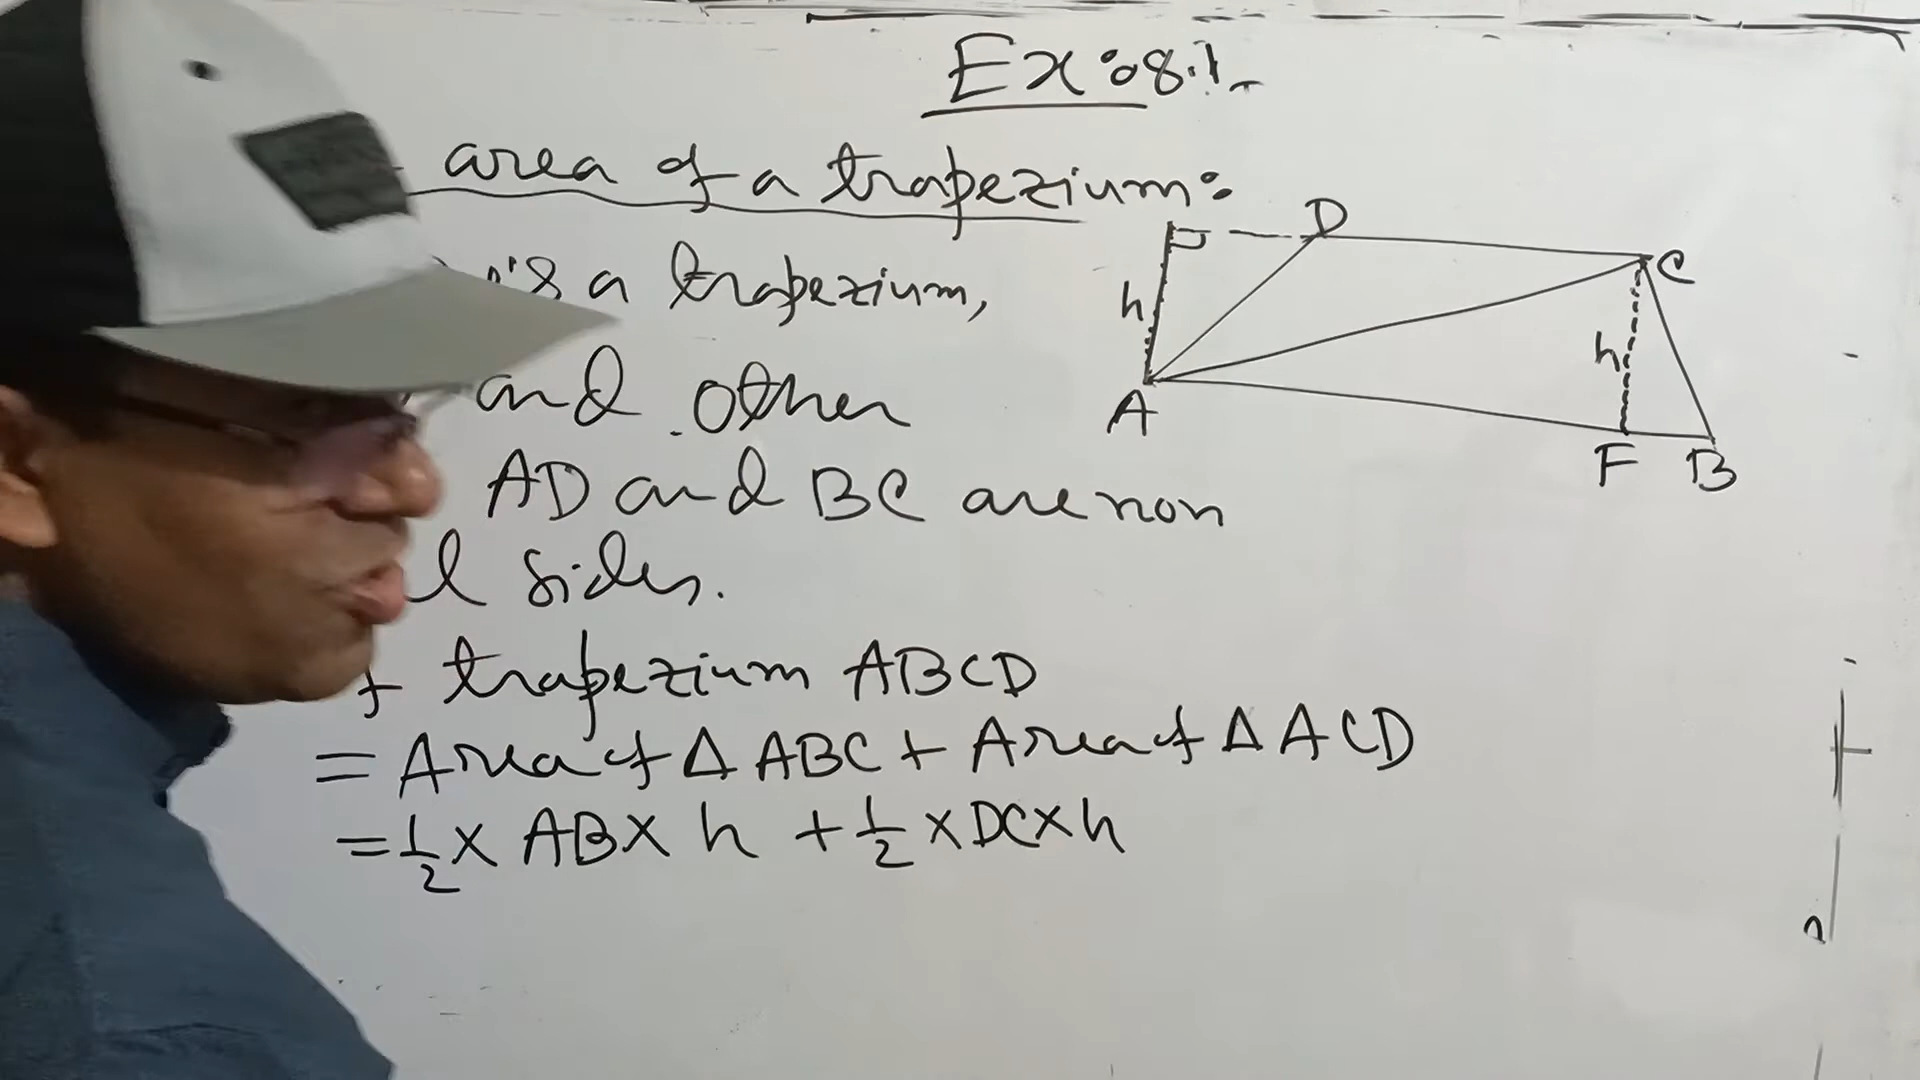 Ex: 8.1
area of a trapezium:
is a trapezium,
and other
AD and BC are non
sides.
trapezium ABCD
= Area of Δ ABC + Area of Δ ACD
= 1/2 × AB × h + 1/2 × DC × h
D
C
h
h
A
F B